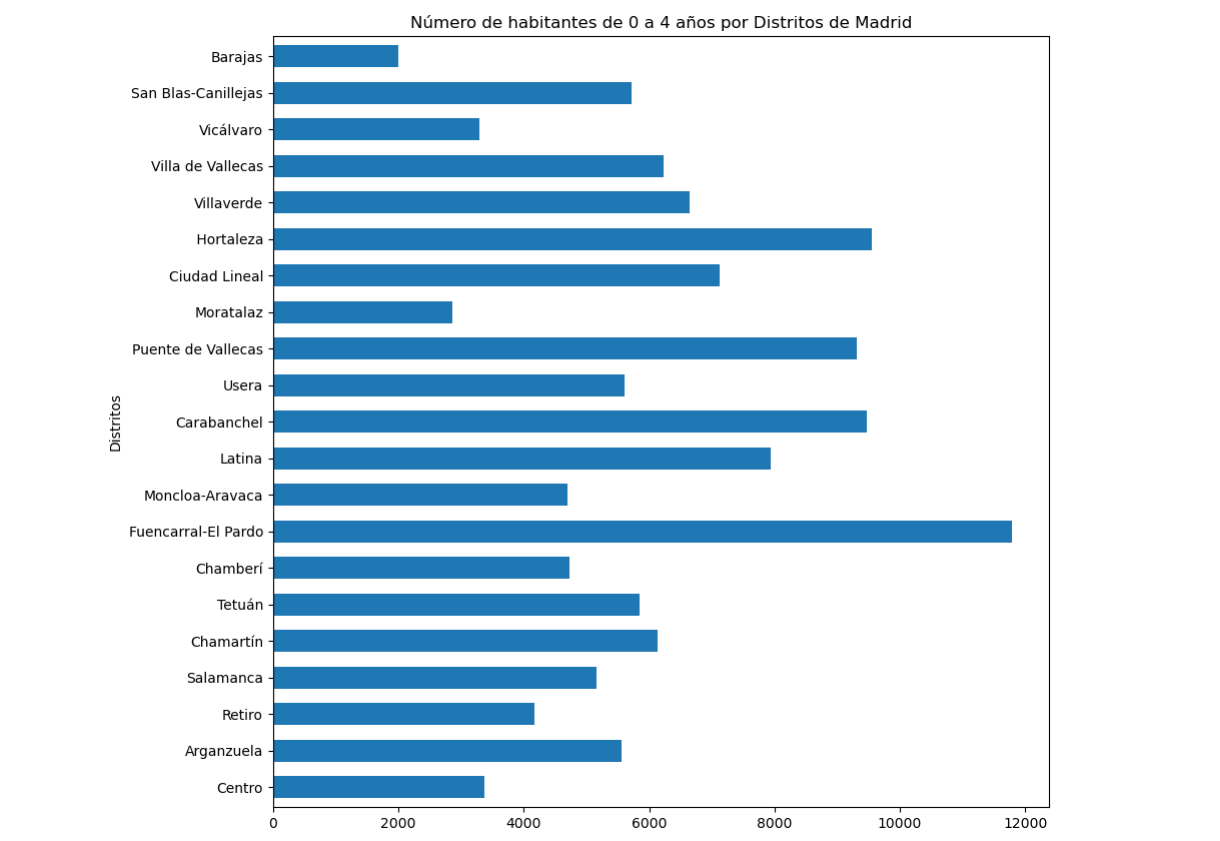 Número de habitantes de 0 a 4 años por Distritos de Madrid
Barajas
San Blas-Canillejas
Vicálvaro
Villa de Vallecas
Villaverde
Hortaleza
Ciudad Lineal
Moratalaz
Puente de Vallecas
Usera
Carabanchel
Latina
Moncloa-Aravaca
Fuencarral-El Pardo
Chamberí
Tetuán
Chamartín
Salamanca
Retiro
Arganzuela
Centro
Distritos
0 2000 4000 6000 8000 10000 12000